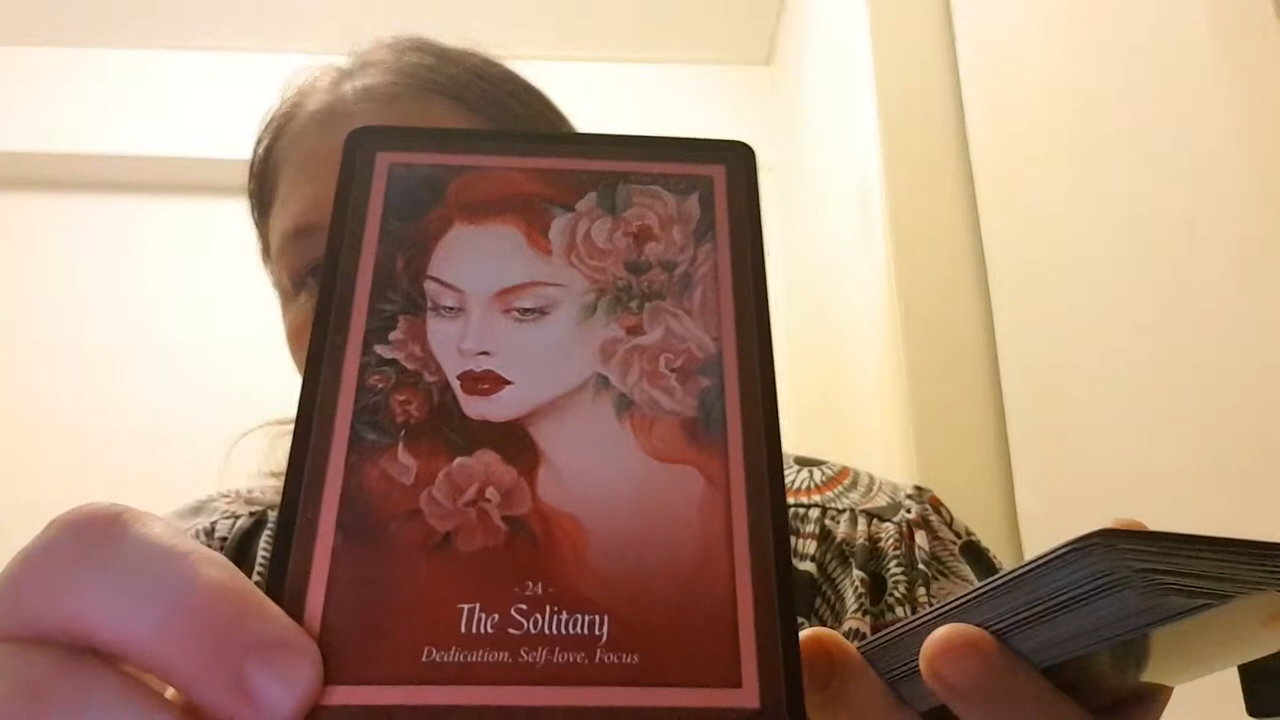 - 24 -
The Solitary
Dedication, Self-love, Focus